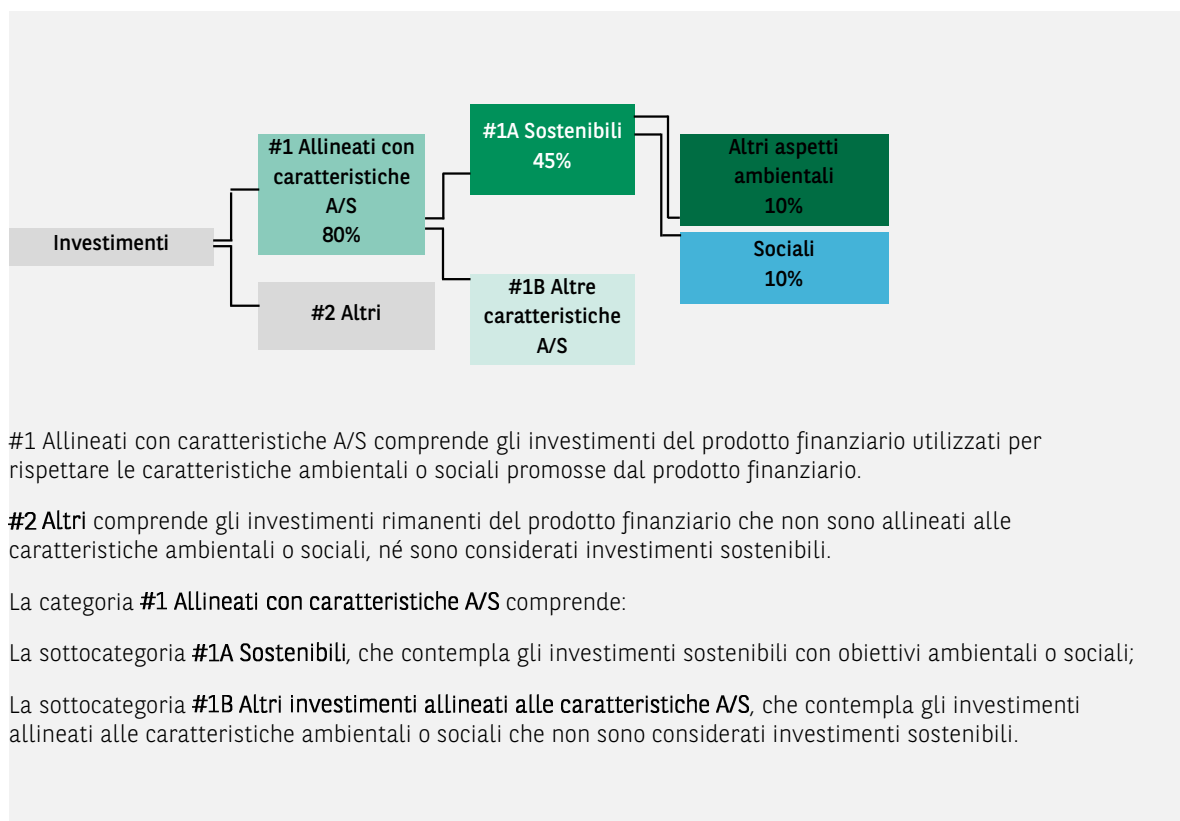 #1A Sostenibili
45%
#1 Allineati con
caratteristiche
A/S
80%
Altri aspetti
ambientali
10%
Investimenti
Sociali
10%
#2 Altri
#1B Altre
caratteristiche
A/S
#1 Allineati con caratteristiche A/S comprende gli investimenti del prodotto finanziario utilizzati per
rispettare le caratteristiche ambientali o sociali promosse dal prodotto finanziario.
#2 Altri comprende gli investimenti rimanenti del prodotto finanziario che non sono allineati alle
caratteristiche ambientali o sociali, né sono considerati investimenti sostenibili.
La categoria #1 Allineati con caratteristiche A/S comprende:
La sottocategoria #1A Sostenibili, che contempla gli investimenti sostenibili con obiettivi ambientali o sociali;
La sottocategoria #1B Altri investimenti allineati alle caratteristiche A/S, che contempla gli investimenti
allineati alle caratteristiche ambientali o sociali che non sono considerati investimenti sostenibili.